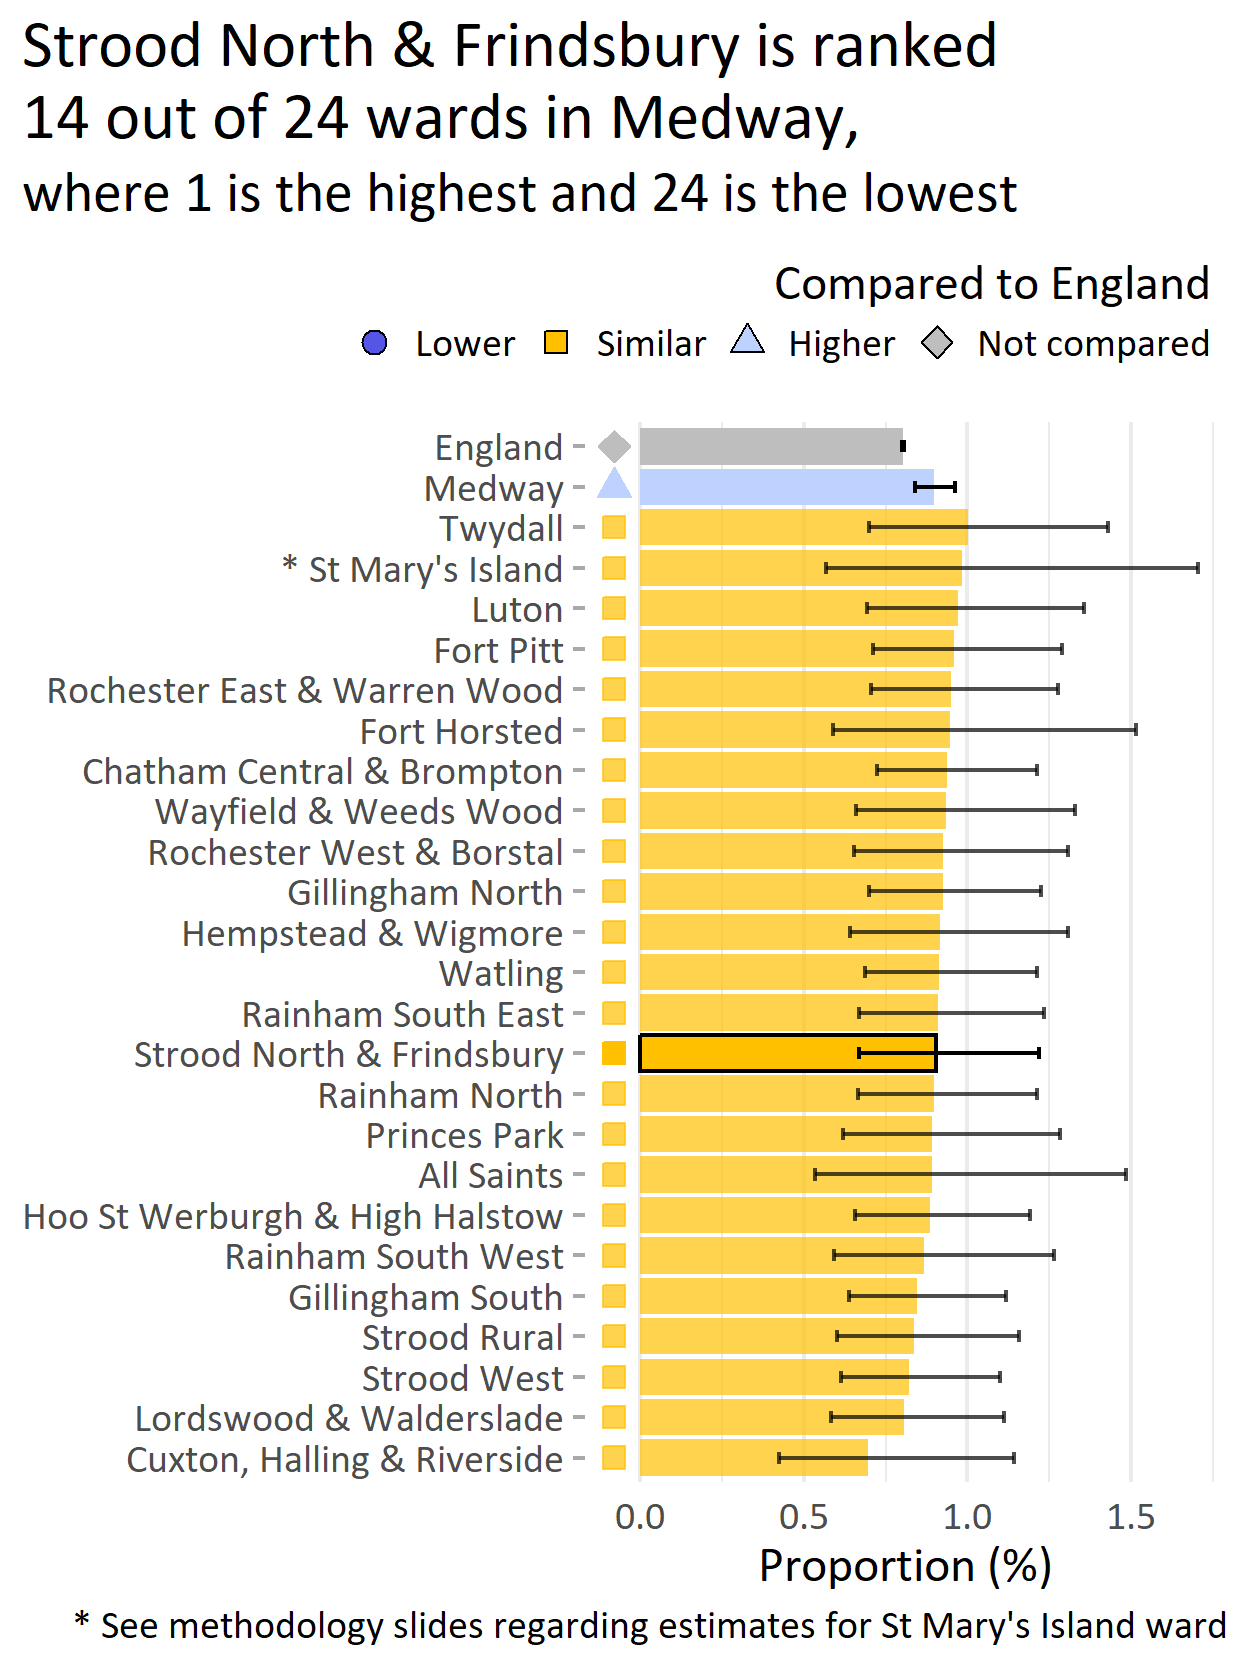 Strood North & Frindsbury is ranked
14 out of 24 wards in Medway,
where 1 is the highest and 24 is the lowest
Compared to England
Lower Similar Higher Not compared
England
Medway
Twydall
* St Mary's Island
Luton
Fort Pitt
Rochester East & Warren Wood
Fort Horsted
Chatham Central & Brompton
Wayfield & Weeds Wood
Rochester West & Borstal
Gillingham North
Hempstead & Wigmore
Watling
Rainham South East
Strood North & Frindsbury
Rainham North
Princes Park
All Saints
Hoo St Werburgh & High Halstow
Rainham South West
Gillingham South
Strood Rural
Strood West
Lordswood & Walderslade
Cuxton, Halling & Riverside
0.0 0.5 1.0 1.5
Proportion (%)
* See methodology slides regarding estimates for St Mary's Island ward